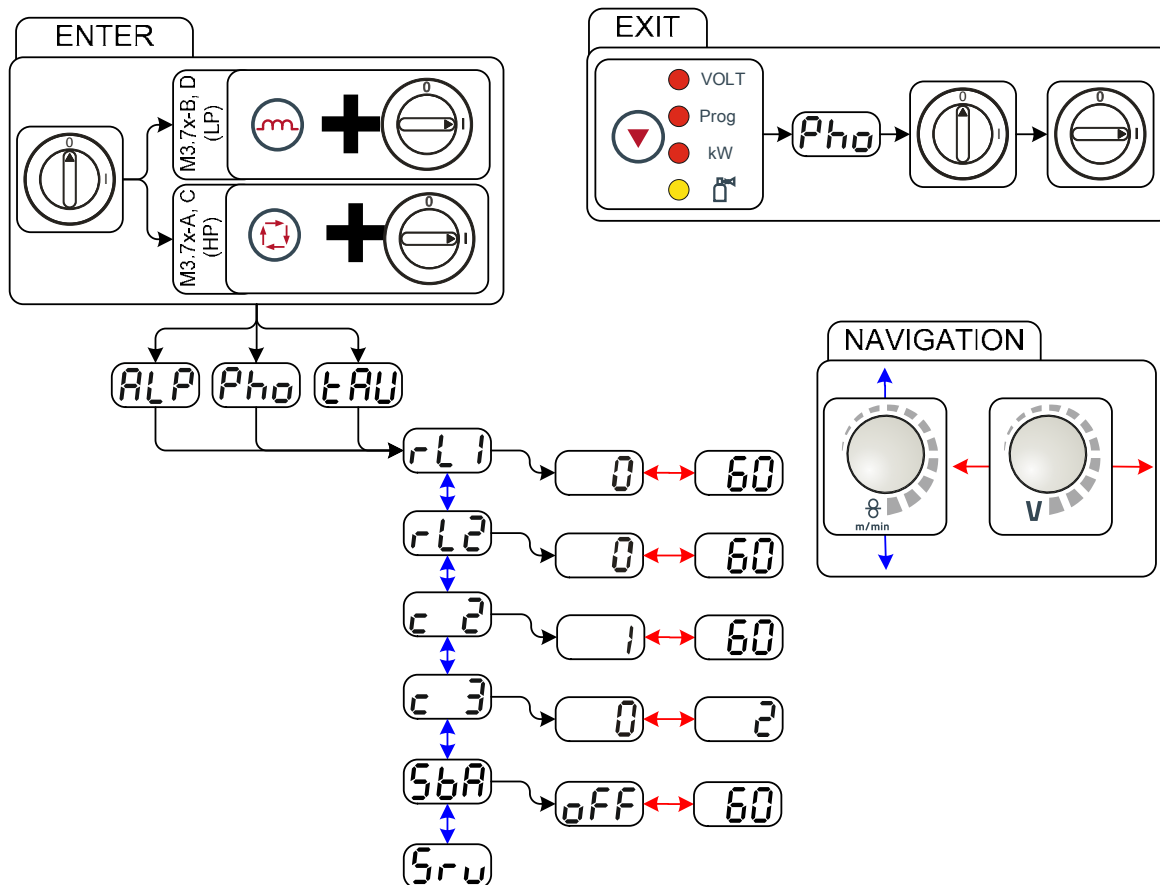 ENTER
0
I
M3.7x-B, D
(LP)
0
I
M3.7x-A, C
(HP)
0
I
EXIT
VOLT
Prog
kW
Pho
0
I
0
I
ALP
Pho
tAU
NAVIGATION
m/min
V
rL1
0
60
rL2
0
60
c 2
1
60
c 3
0
2
SbA
oFF
60
Srv